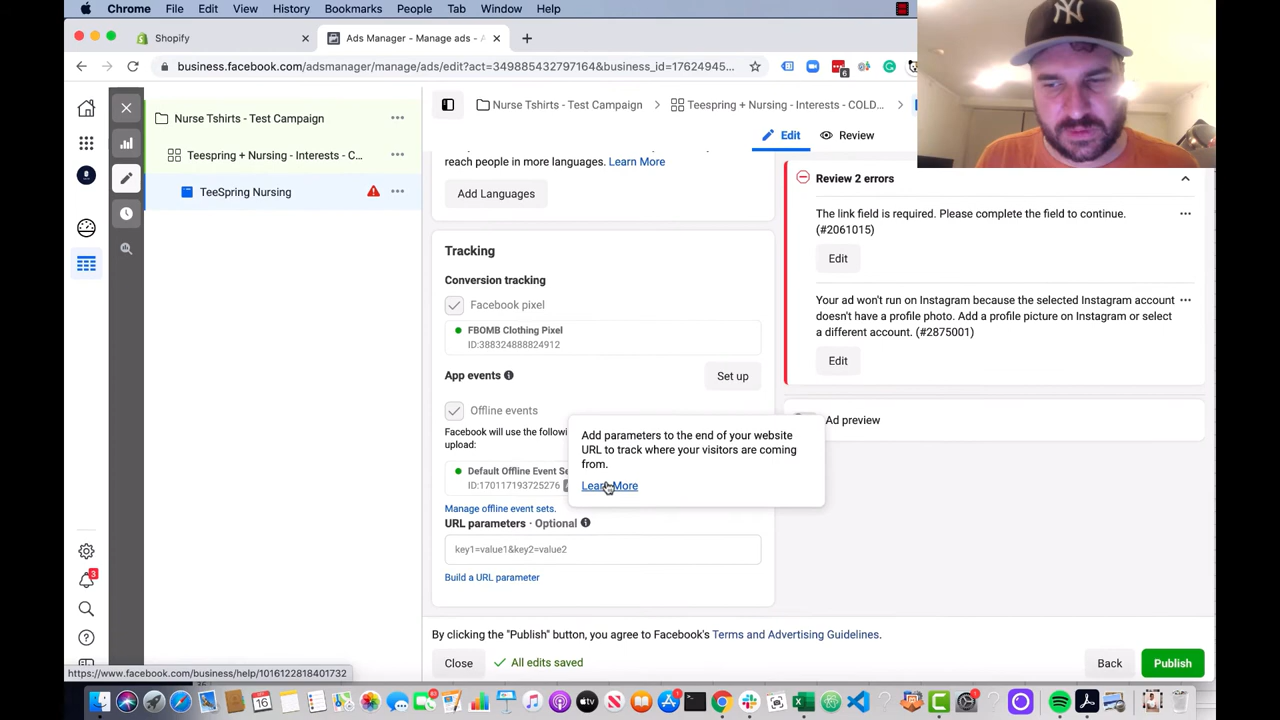 Chrome File Edit View History Bookmarks People Tab Window Help
Shopify
Ads Manager - Manage ads - A
business.facebook.com/adsmanager/manage/ads/edit?act=349885432797164&business_id=17624945...
6
Nurse Tshirts - Test Campaign
Teespring + Nursing - Interests - C...
TeeSpring Nursing
Nurse Tshirts - Test Campaign
Teespring + Nursing - Interests - COLD...
Edit
Review
reach people in more languages. Learn More
Add Languages
Tracking
Conversion tracking
Facebook pixel
FBOMB Clothing Pixel
ID:388324888824912
App events
Set up
Offline events
Facebook will use the followi
upload:
Default Offline Event Se
ID:170117193725276
Manage offline event sets.
URL parameters · Optional
key1=value1&key2=value2
Build a URL parameter
Add parameters to the end of your website
URL to track where your visitors are coming
from.
Learn More
Review 2 errors
The link field is required. Please complete the field to continue.
(#2061015)
Edit
Your ad won't run on Instagram because the selected Instagram account
doesn't have a profile photo. Add a profile picture on Instagram or select
a different account. (#2875001)
Edit
Ad preview
By clicking the "Publish" button, you agree to Facebook's Terms and Advertising Guidelines.
Close
All edits saved
Back
Publish
3
https://www.facebook.com/business/help/1016122818401732